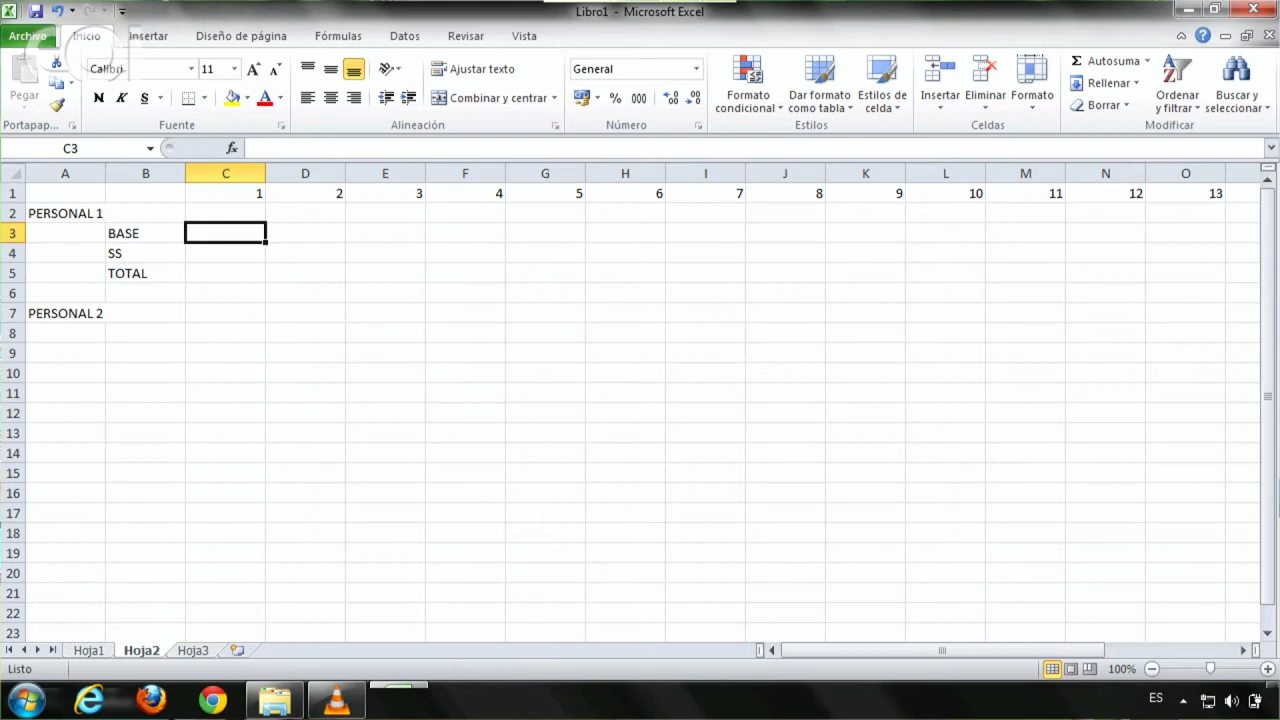 Libro1 - Microsoft Excel
Archivo Inicio Insertar Diseño de página Fórmulas Datos Revisar Vista
Pegar
Calibri 11
N K S
Ajustar texto
Combinar y centrar
General
% 000
Formato condicional
Dar formato como tabla
Estilos de celda
Insertar Eliminar Formato
Autosuma
Rellenar
Borrar
Ordenar y filtrar
Buscar y seleccionar
Portapap... Fuente Alineación Número Estilos Celdas Modificar
C3 fx
A B C D E F G H I J K L M N O
1 1 2 3 4 5 6 7 8 9 10 11 12 13
2 PERSONAL 1
3 BASE
4 SS
5 TOTAL
6
7 PERSONAL 2
8
9
10
11
12
13
14
15
16
17
18
19
20
21
22
23
Hoja1 Hoja2 Hoja3
Listo 100%
ES